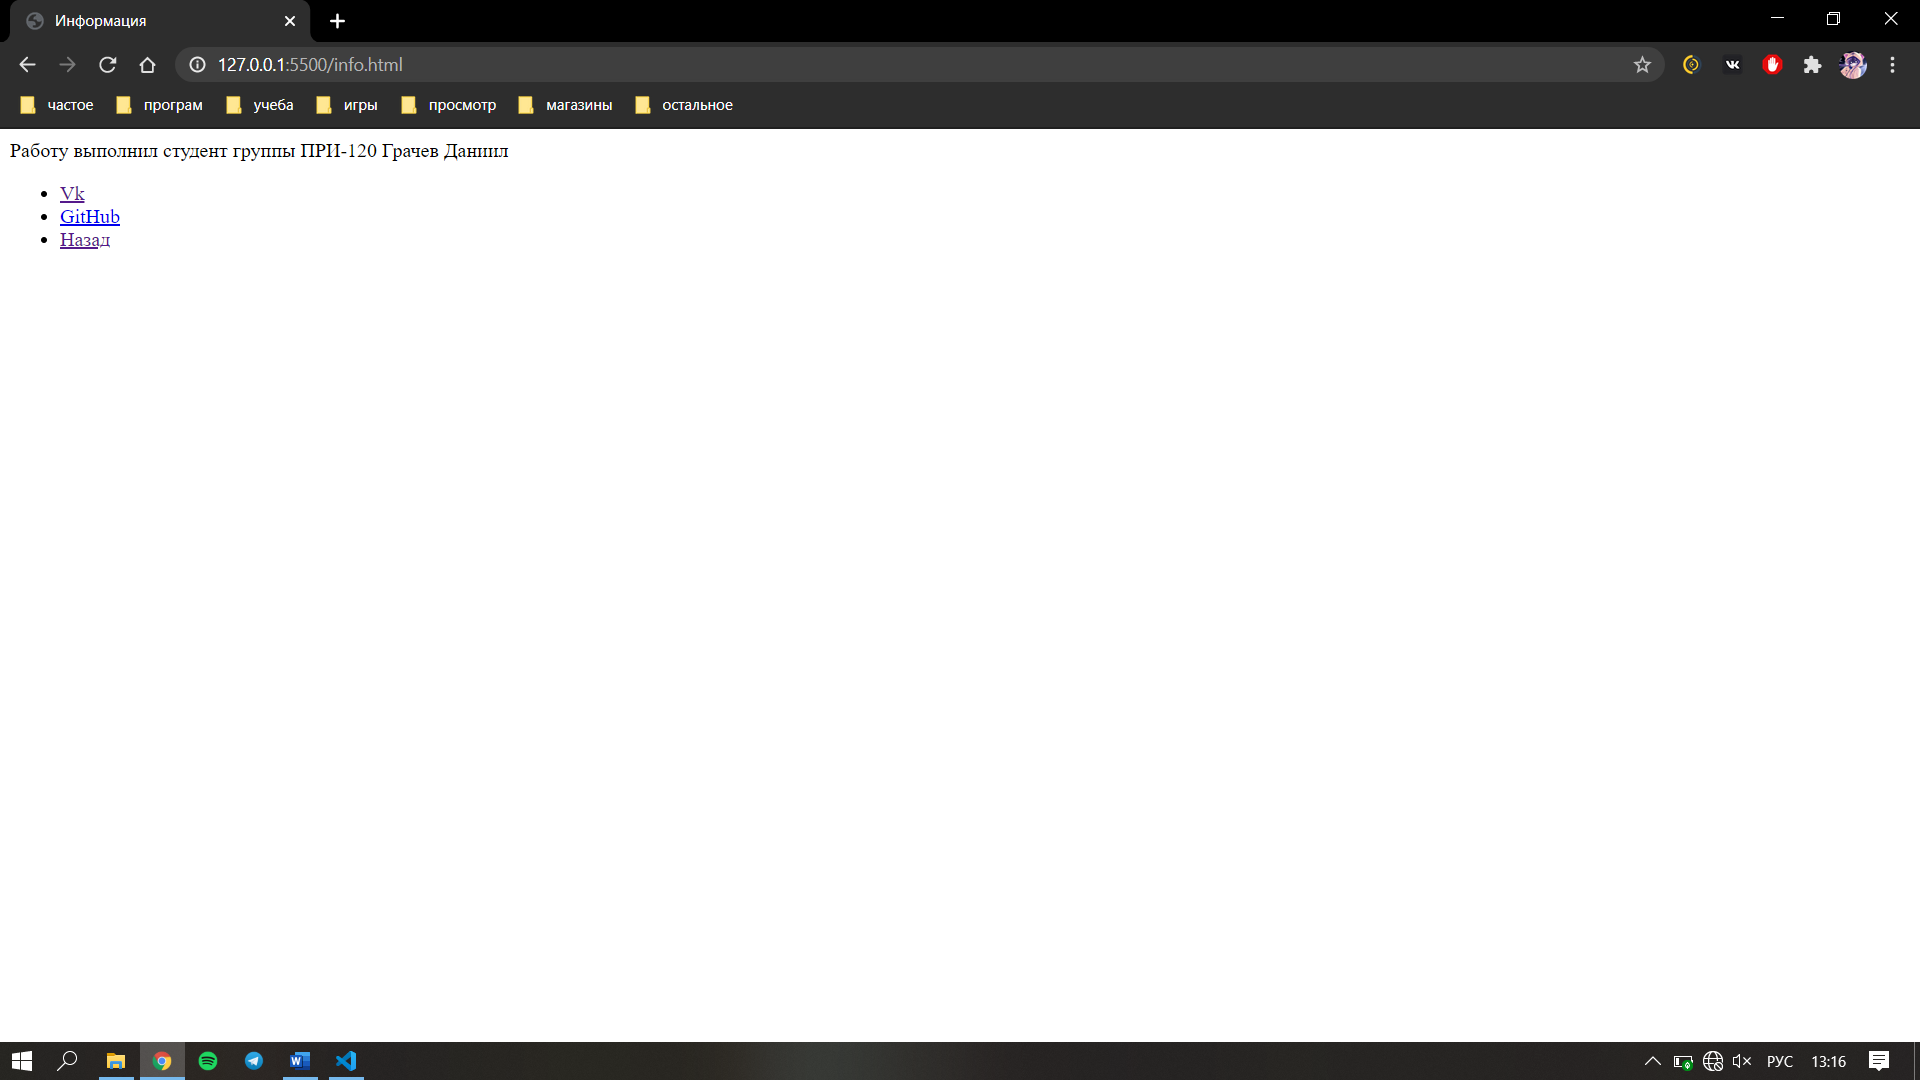 Информация
127.0.0.1:5500/info.html
частое програм учеба игры просмотр магазины остальное
Работу выполнил студент группы ПРИ-120 Грачев Даниил
Vk
GitHub
Назад
РУС 13:16